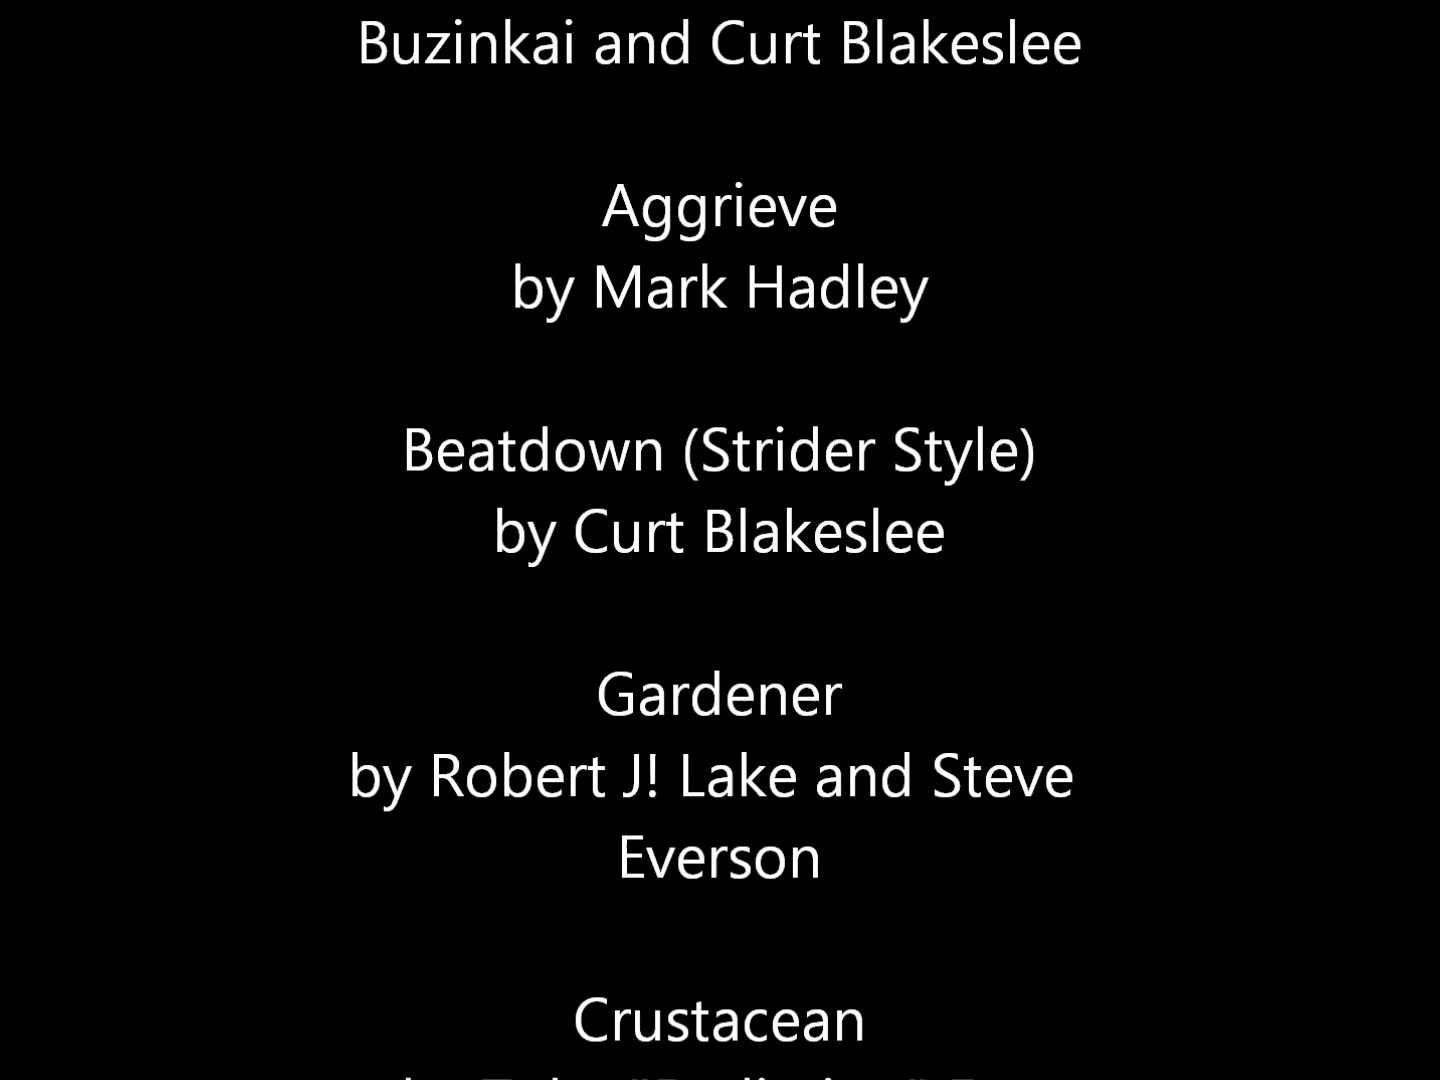 Buzinkai and Curt Blakeslee
Aggrieve
by Mark Hadley
Beatdown (Strider Style)
by Curt Blakeslee
Gardener
by Robert J! Lake and Steve
Everson
Crustacean